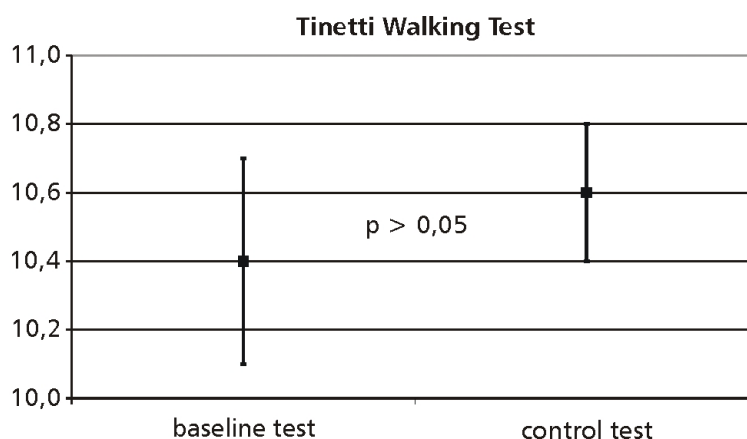 Tinetti Walking Test
11,0
10,8
10,6
10,4
10,2
10,0
p > 0,05
baseline test
control test